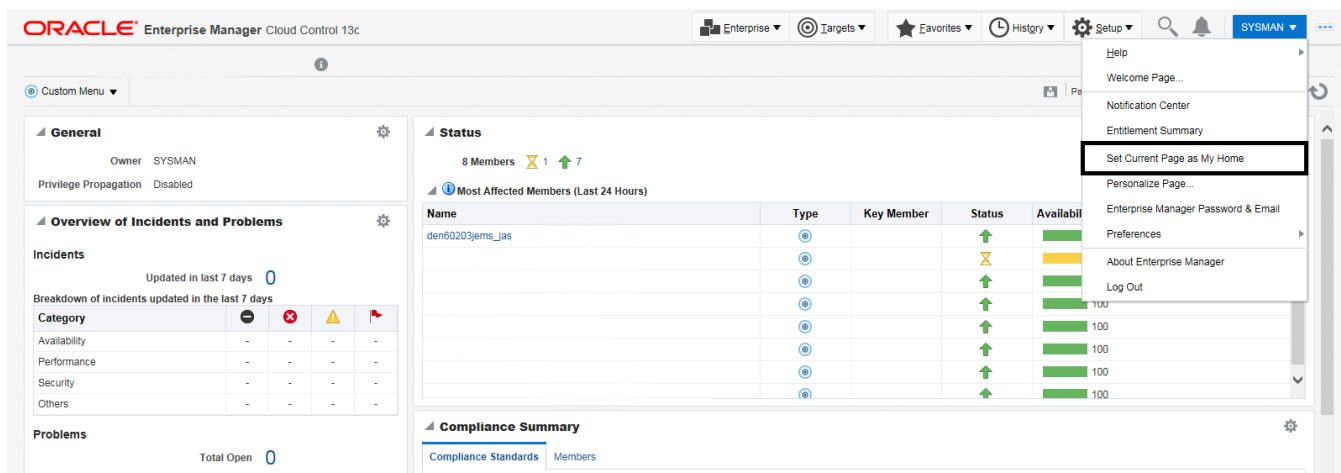 ORACLE Enterprise Manager Cloud Control 13c
Enterprise Targets Favorites History Setup SYSMAN
Custom Menu
Help
Welcome Page...
Notification Center
Entitlement Summary
Set Current Page as My Home
Personalize Page...
Enterprise Manager Password & Email
Preferences
About Enterprise Manager
Log Out
General
Owner SYSMAN
Privilege Propagation Disabled
Overview of Incidents and Problems
Incidents
Updated in last 7 days 0
Breakdown of incidents updated in the last 7 days
Category
Availability - - - -
Performance - - - -
Security - - - -
Others - - - -
Problems
Total Open 0
Status
8 Members 1 7
Most Affected Members (Last 24 Hours)
Name Type Key Member Status
den60203jems_jas
100
100
100
100
100
Compliance Summary
Compliance Standards Members